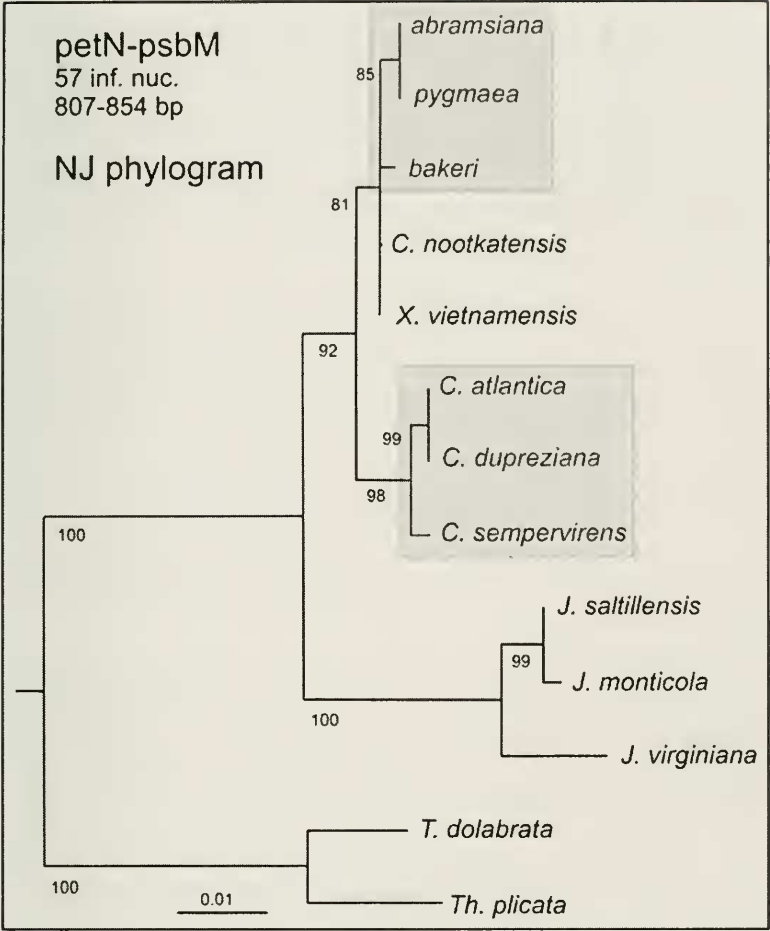 petN-psbM
57 inf. nuc.
807-854 bp
NJ phylogram
abramsiana
85
pygmaea
bakeri
81
C. nootkatensis
X. vietnamensis
92
C. atlantica
99
C. dupreziana
98
C. sempervirens
100
J. saltillensis
99
J. monticola
100
J. virginiana
T. dolabrata
100
0.01
Th. plicata